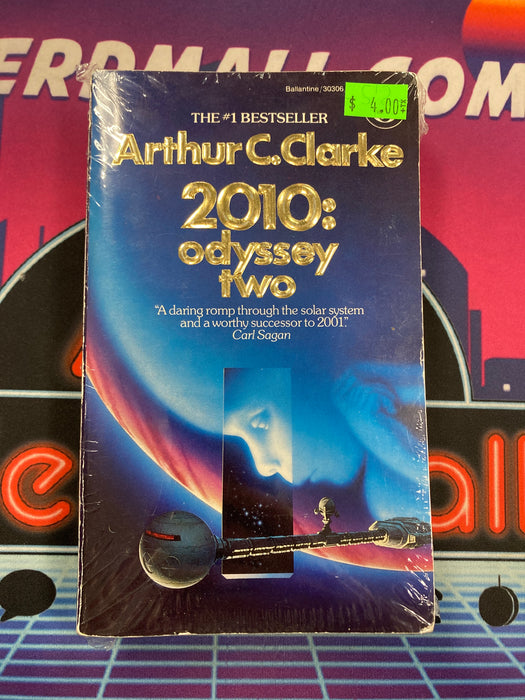 ERDMALL.COM
Ballantine/30306
$ 4.00
THE #1 BESTSELLER
Arthur C. Clarke
2010:
odyssey
two
"A daring romp through the solar system
and a worthy successor to 2001."
Carl Sagan